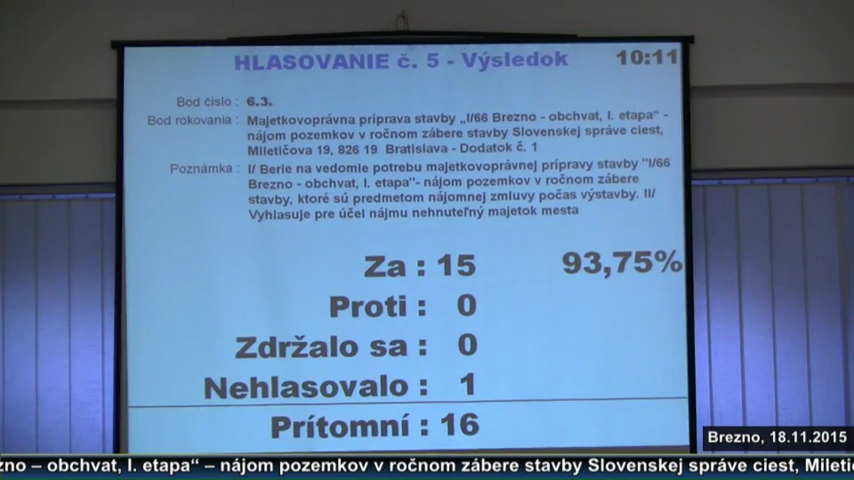 HLASOVANIE č. 5 - Výsledok 10:11
Bod číslo : 6.3.
Bod rokovania : Majetkovoprávna príprava stavby „I/66 Brezno - obchvat, I. etapa“ -
nájom pozemkov v ročnom zábere stavby Slovenskej správe ciest,
Miletičova 19, 826 19 Bratislava - Dodatok č. 1
Poznámka : I/ Berie na vedomie potrebu majetkovoprávnej prípravy stavby "I/66
Brezno - obchvat, I. etapa"- nájom pozemkov v ročnom zábere
stavby, ktoré sú predmetom nájomnej zmluvy počas výstavby. II/
Vyhlasuje pre účel nájmu nehnuteľný majetok mesta
Za : 15 93,75%
Proti : 0
Zdržalo sa : 0
Nehlasovalo : 1
Prítomní : 16
Brezno, 18.11.2015
zno – obchvat, I. etapa“ – nájom pozemkov v ročnom zábere stavby Slovenskej správe ciest, Miletič